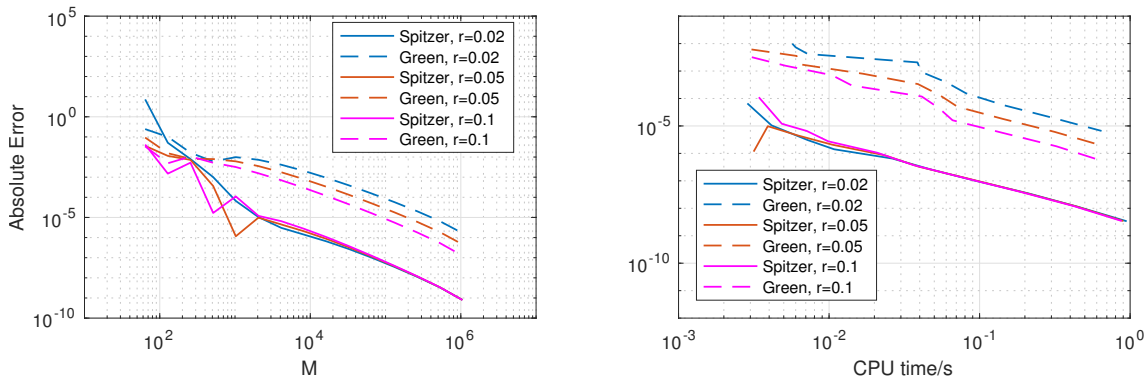 10^5
10^0
10^-5
10^-10
Absolute Error
10^2
10^4
10^6
M
Spitzer, r=0.02
Green, r=0.02
Spitzer, r=0.05
Green, r=0.05
Spitzer, r=0.1
Green, r=0.1
10^-5
10^-10
10^-3
10^-2
10^-1
10^0
CPU time/s
Spitzer, r=0.02
Green, r=0.02
Spitzer, r=0.05
Green, r=0.05
Spitzer, r=0.1
Green, r=0.1